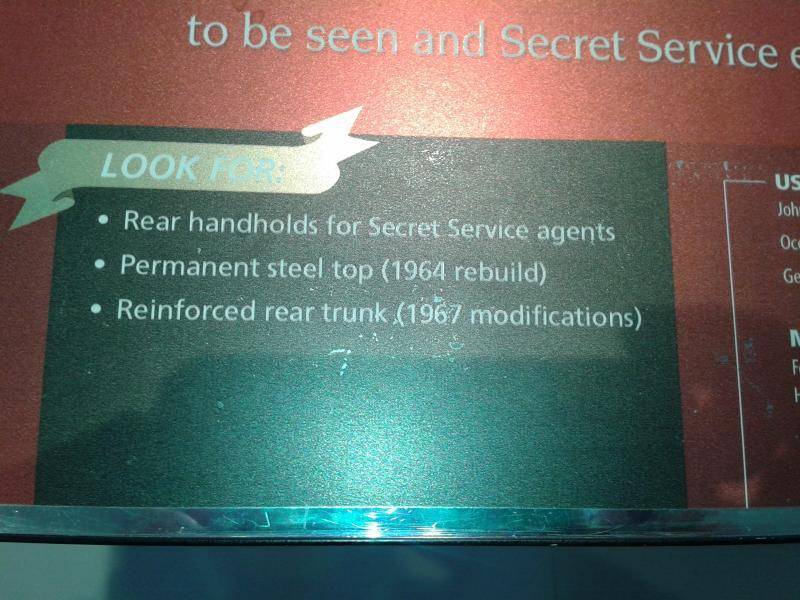 to be seen and Secret Service
LOOK FOR:
• Rear handholds for Secret Service agents
• Permanent steel top (1964 rebuild)
• Reinforced rear trunk (1967 modifications)
US